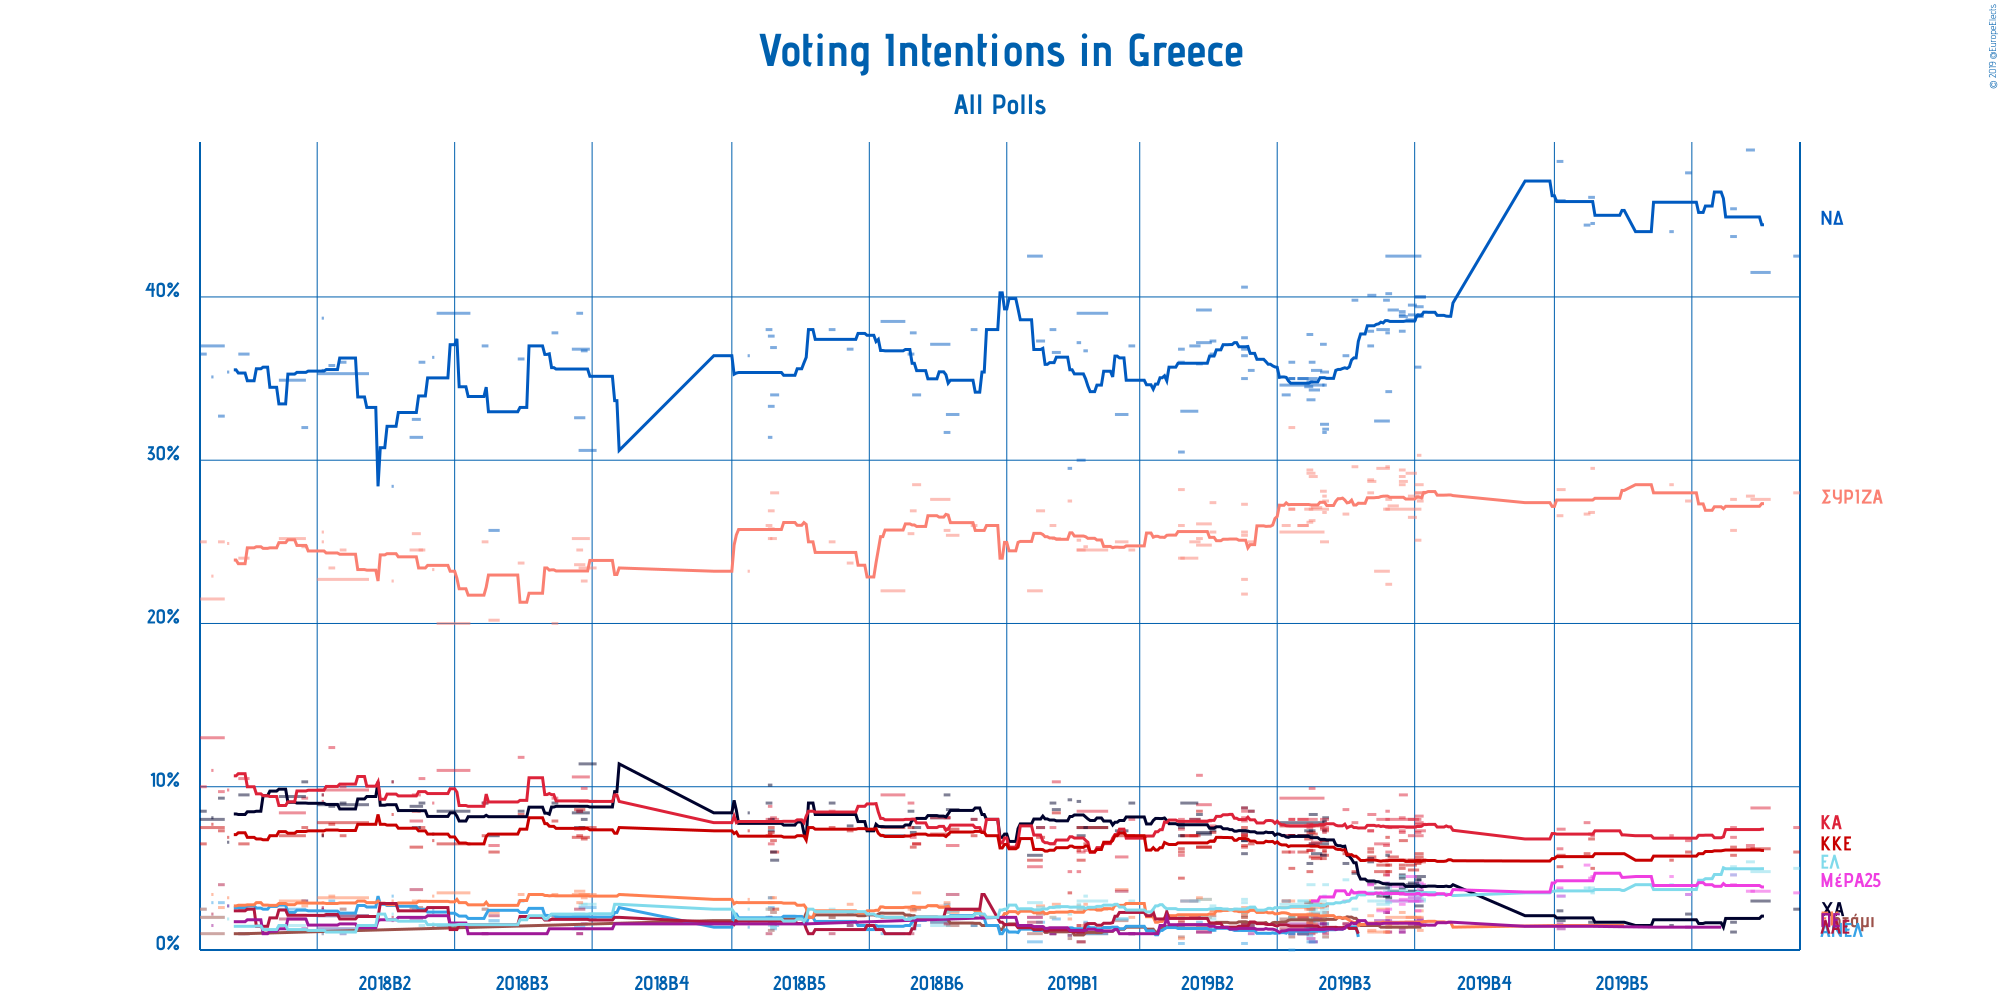 © 2019 @EuropeElects
Voting Intentions in Greece
All Polls
40%
30%
20%
10%
0%
ΝΔ
ΣΥΡΙΖΑ
ΚΑ
ΚΚΕ
ΕΛ
ΜέΡΑ25
ΧΑ
ΑΝΕΛ
2018B2
2018B3
2018B4
2018B5
2018B6
2019B1
2019B2
2019B3
2019B4
2019B5